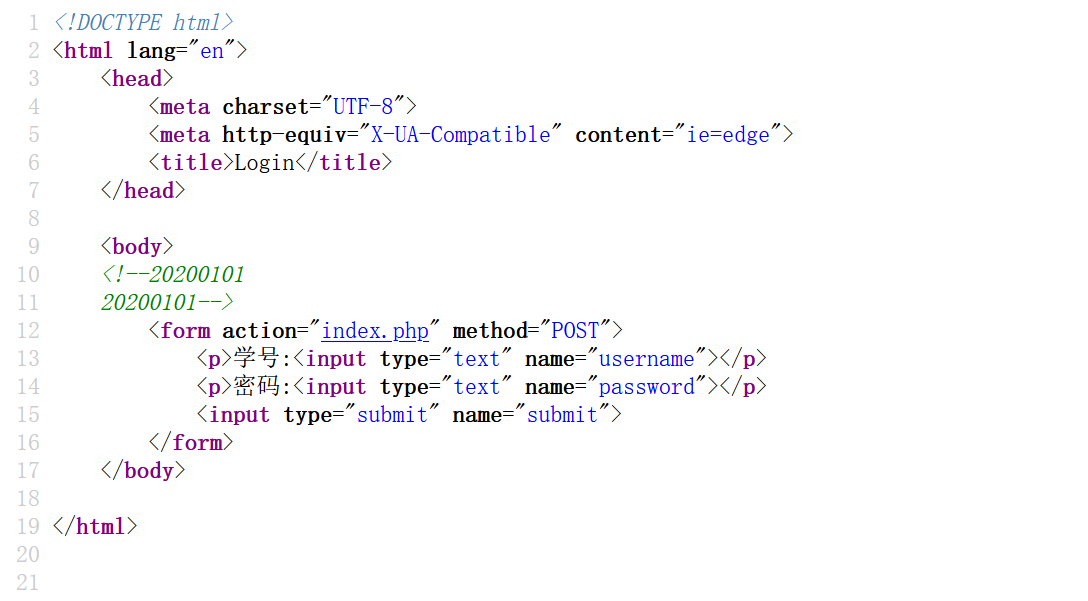 1 <!DOCTYPE html>
2 <html lang="en">
3     <head>
4         <meta charset="UTF-8">
5         <meta http-equiv="X-UA-Compatible" content="ie=edge">
6         <title>Login</title>
7     </head>
8
9     <body>
10     <!--20200101
11     20200101-->
12         <form action="index.php" method="POST">
13             <p>学号:<input type="text" name="username"></p>
14             <p>密码:<input type="text" name="password"></p>
15             <input type="submit" name="submit">
16         </form>
17     </body>
18
19 </html>
20
21